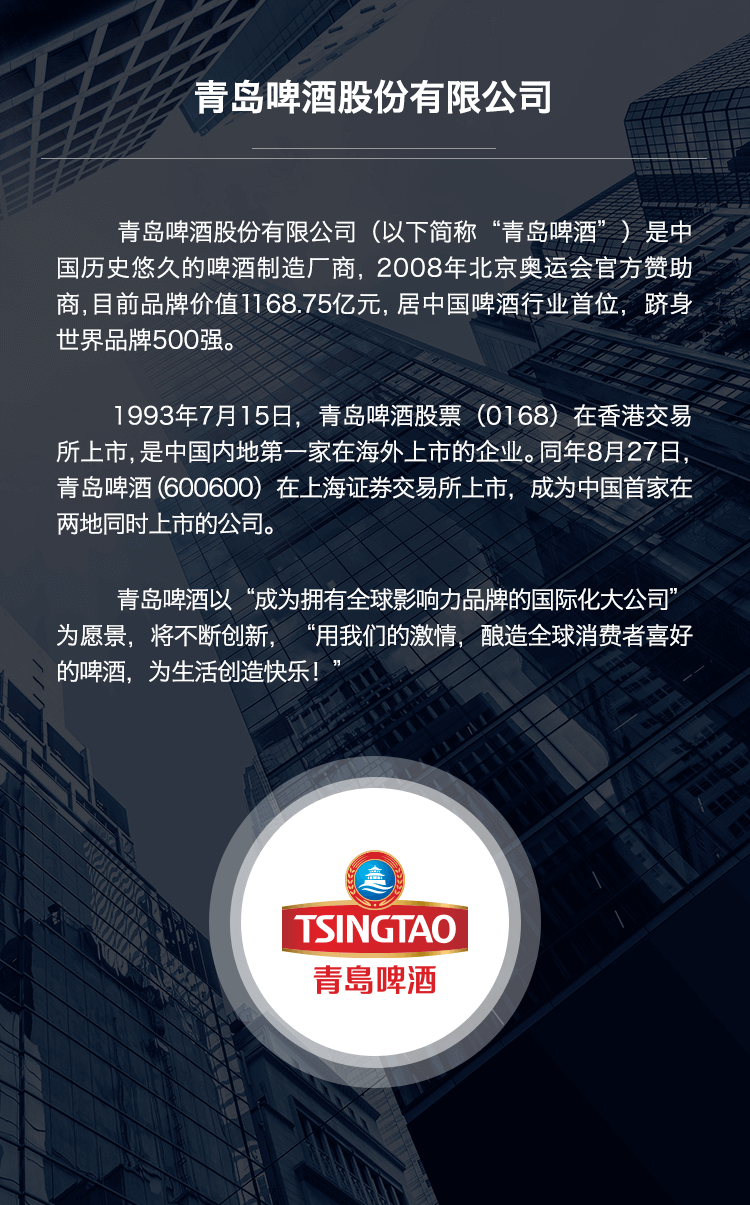 青岛啤酒股份有限公司
青岛啤酒股份有限公司（以下简称“青岛啤酒”）是中
国历史悠久的啤酒制造厂商，2008年北京奥运会官方赞助
商，目前品牌价值1168.75亿元，居中国啤酒行业首位，跻身
世界品牌500强。
1993年7月15日，青岛啤酒股票（0168）在香港交易
所上市，是中国内地第一家在海外上市的企业。同年8月27日，
青岛啤酒（600600）在上海证券交易所上市，成为中国首家在
两地同时上市的公司。
青岛啤酒以“成为拥有全球影响力品牌的国际化大公司”
为愿景，将不断创新，“用我们的激情，酿造全球消费者喜好
的啤酒，为生活创造快乐！”
TSINGTAO
青島啤酒